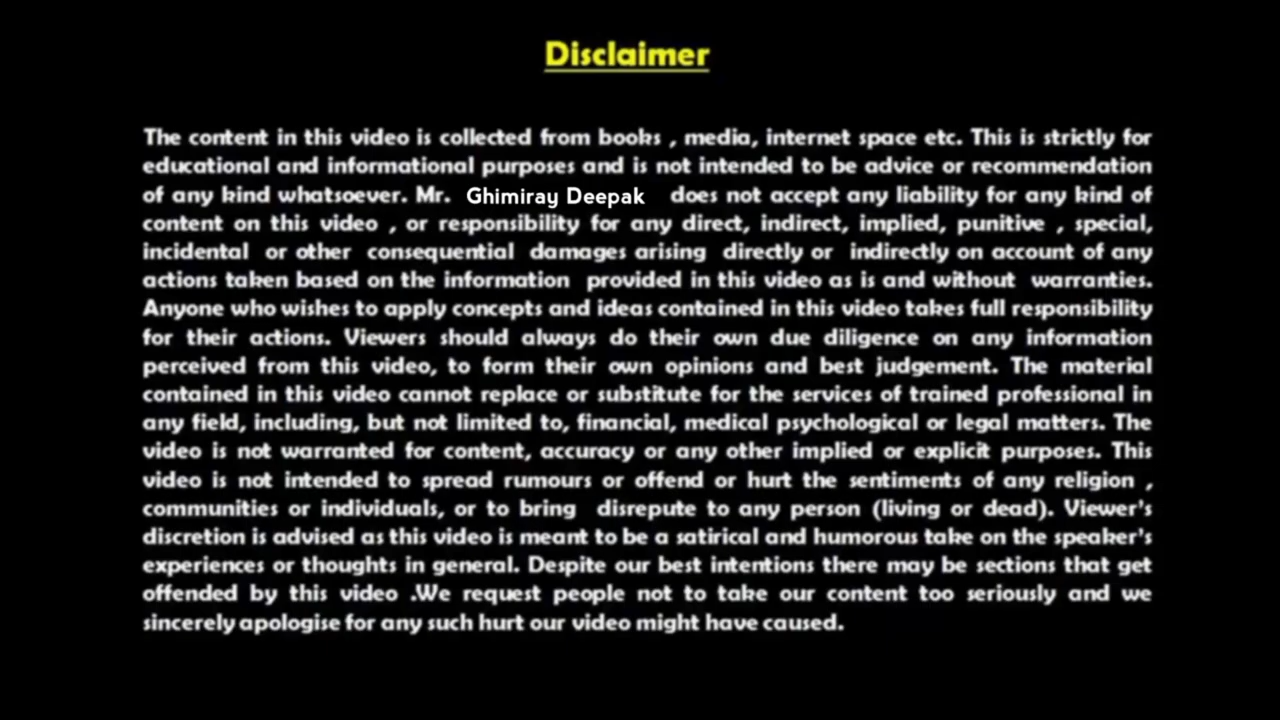 Disclaimer
The content in this video is collected from books , media, internet space etc. This is strictly for
educational and informational purposes and is not intended to be advice or recommendation
of any kind whatsoever. Mr. Ghimiray Deepak does not accept any liability for any kind of
content on this video , or responsibility for any direct, indirect, implied, punitive , special,
incidental or other consequential damages arising directly or indirectly on account of any
actions taken based on the information provided in this video as is and without warranties.
Anyone who wishes to apply concepts and ideas contained in this video takes full responsibility
for their actions. Viewers should always do their own due diligence on any information
perceived from this video, to form their own opinions and best judgement. The material
contained in this video cannot replace or substitute for the services of trained professional in
any field, including, but not limited to, financial, medical psychological or legal matters. The
video is not warranted for content, accuracy or any other implied or explicit purposes. This
video is not intended to spread rumours or offend or hurt the sentiments of any religion ,
communities or individuals, or to bring disrepute to any person (living or dead). Viewer's
discretion is advised as this video is meant to be a satirical and humorous take on the speaker's
experiences or thoughts in general. Despite our best intentions there may be sections that get
offended by this video .We request people not to take our content too seriously and we
sincerely apologise for any such hurt our video might have caused.